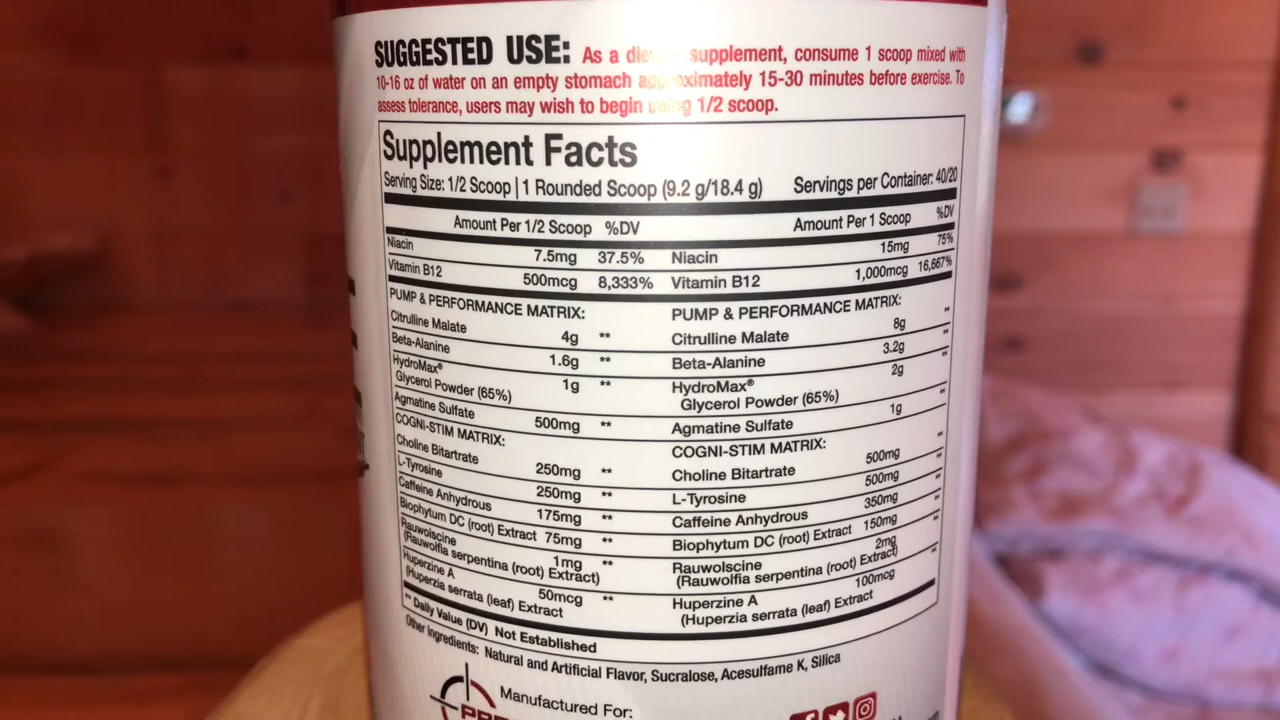 SUGGESTED USE: As a supplement, consume 1 scoop mixed with
10-16 oz of water on an empty stomach approximately 15-30 minutes before exercise. To
assess tolerance, users may wish to begin using 1/2 scoop.
Supplement Facts
Serving Size: 1/2 Scoop | 1 Rounded Scoop (9.2 g/18.4 g) Servings per Container: 40/20
Amount Per 1/2 Scoop %DV Amount Per 1 Scoop %DV
Niacin 7.5mg 37.5% Niacin 15mg 75%
Vitamin B12 500mcg 8,333% Vitamin B12 1,000mcg 16,667%
PUMP & PERFORMANCE MATRIX: PUMP & PERFORMANCE MATRIX: **
Citrulline Malate 4g ** Citrulline Malate 8g **
Beta-Alanine 1.6g ** Beta-Alanine 3.2g **
HydroMax® 1g ** HydroMax® 2g
Glycerol Powder (65%) Glycerol Powder (65%) **
Agmatine Sulfate 500mg ** Agmatine Sulfate 1g
COGNI-STIM MATRIX: COGNI-STIM MATRIX: **
Choline Bitartrate 250mg ** Choline Bitartrate 500mg **
L-Tyrosine 250mg ** L-Tyrosine 500mg **
Caffeine Anhydrous 175mg ** Caffeine Anhydrous 350mg **
Biophytum DC (root) Extract 75mg ** Biophytum DC (root) Extract 150mg **
Rauwolscine 1mg ** Rauwolscine 2mg
(Rauwolfia serpentina (root) Extract) (Rauwolfia serpentina (root) Extract) **
Huperzine A 50mcg ** Huperzine A 100mcg
(Huperzia serrata (leaf) Extract (Huperzia serrata (leaf) Extract
** Daily Value (DV) Not Established
Other Ingredients: Natural and Artificial Flavor, Sucralose, Acesulfame K, Silica
Manufactured For: